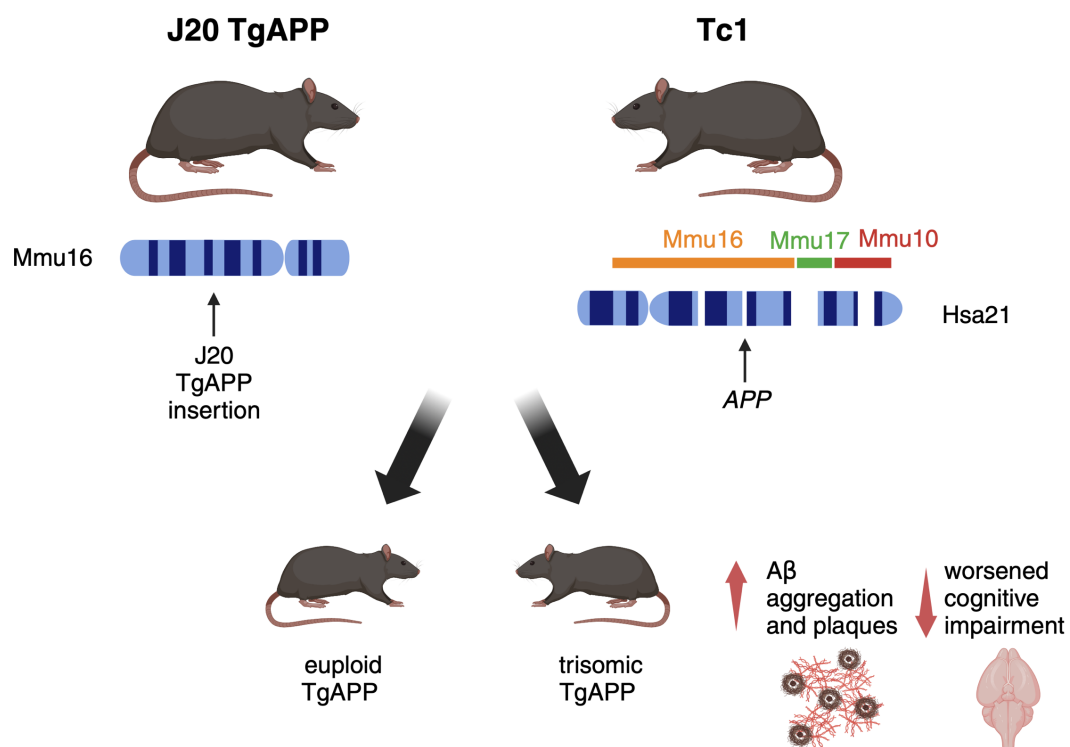 J20 TgAPP
Tc1
Mmu16
J20
TgAPP
insertion
Mmu16
Mmu17
Mmu10
Hsa21
APP
euploid
TgAPP
trisomic
TgAPP
Aβ
aggregation
and plaques
worsened
cognitive
impairment